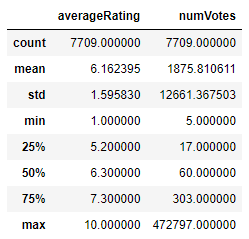 averageRating numVotes
count 7709.000000 7709.000000
mean 6.162395 1875.810611
std 1.595830 12661.367503
min 1.000000 5.000000
25% 5.200000 17.000000
50% 6.300000 60.000000
75% 7.300000 303.000000
max 10.000000 472797.000000